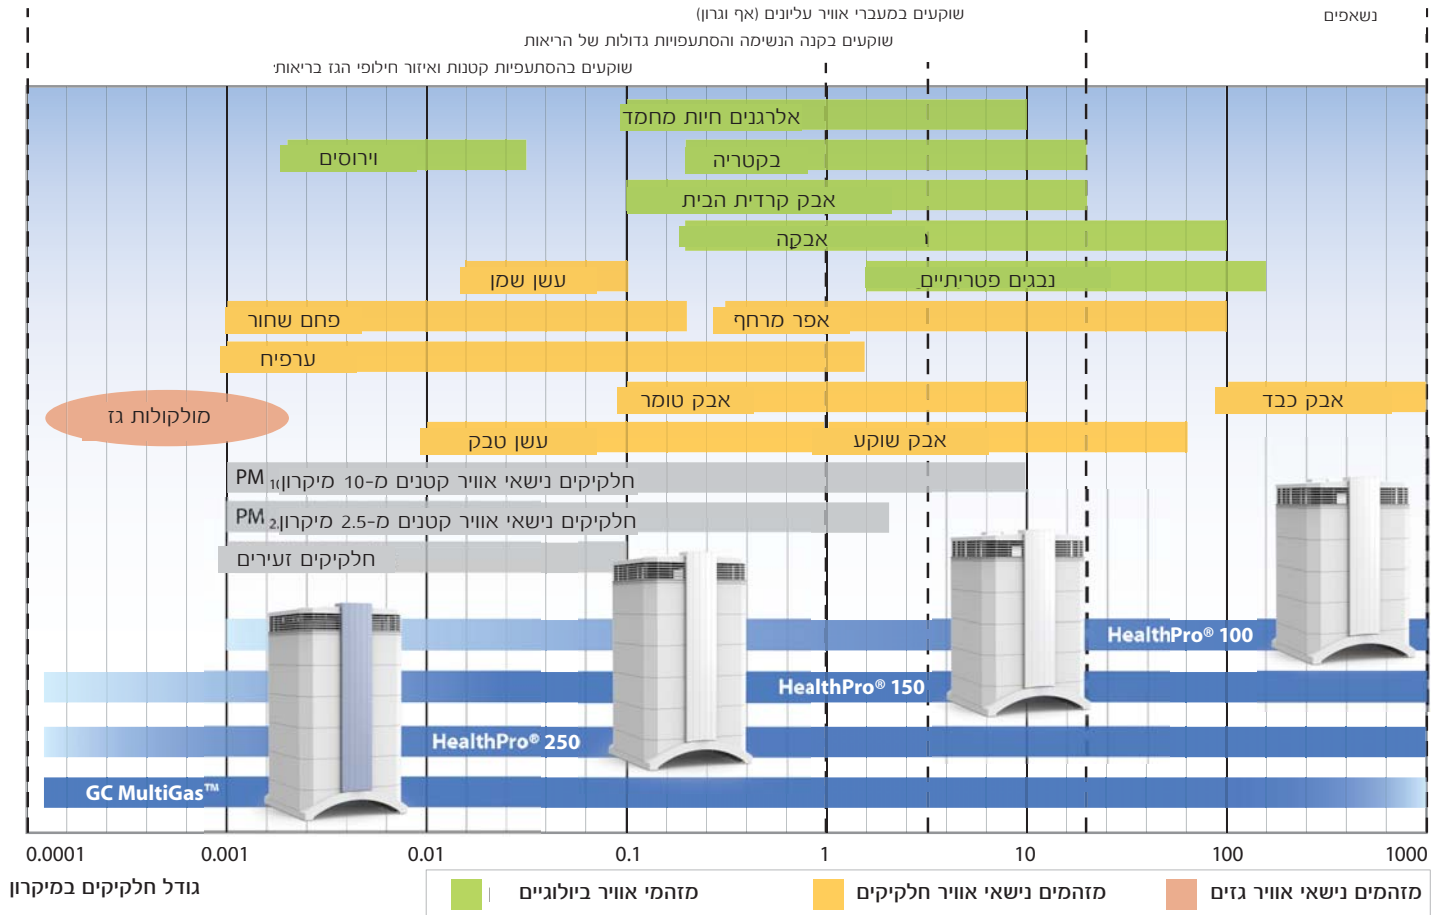 נשאפים
שוקעים במעברי אוויר עליונים (אף וגרון)
שוקעים בקנה הנשימה והסתעפויות גדולות של הריאות
שוקעים בהסתעפיות קטנות ואיזור חילופי הגז בריאות
אלרגנים חיות מחמד
וירוסים
בקטריה
אבק קרדית הבית
אבקה
עשן שמן
נבגים פטריתיים
פחם שחור
אפר מרחף
ערפיח
מולקולות גז
אבק טומר
אבק כבד
עשן טבק
אבק שוקע
PM 10 חלקיקים נישאי אוויר קטנים מ-10 מיקרון
PM 2. חלקיקים נישאי אוויר קטנים מ-2.5 מיקרון
חלקיקים זעירים
HealthPro® 100
HealthPro® 150
HealthPro® 250
GC MultiGas™
0.0001 0.001 0.01 0.1 1 10 100 1000
גודל חלקיקים במיקרון
מזהמי אוויר ביולוגיים
מזהמים נישאי אוויר חלקיקים
מזהמים נישאי אוויר גזים